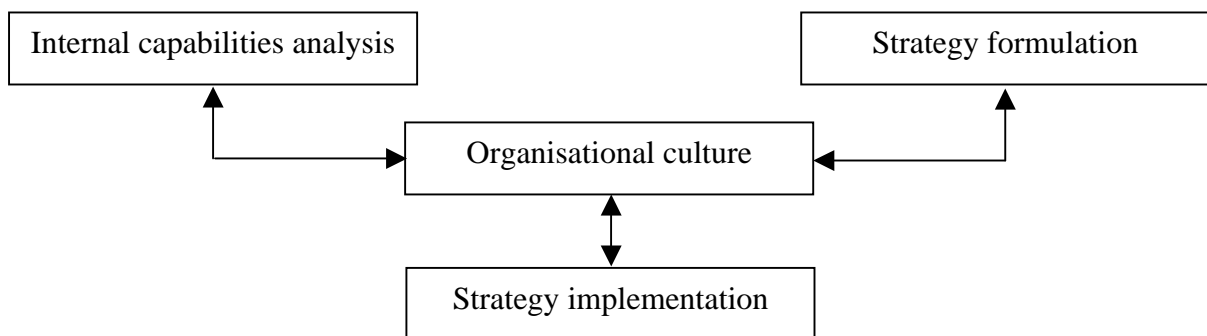 Internal capabilities analysis
Strategy formulation
Organisational culture
Strategy implementation